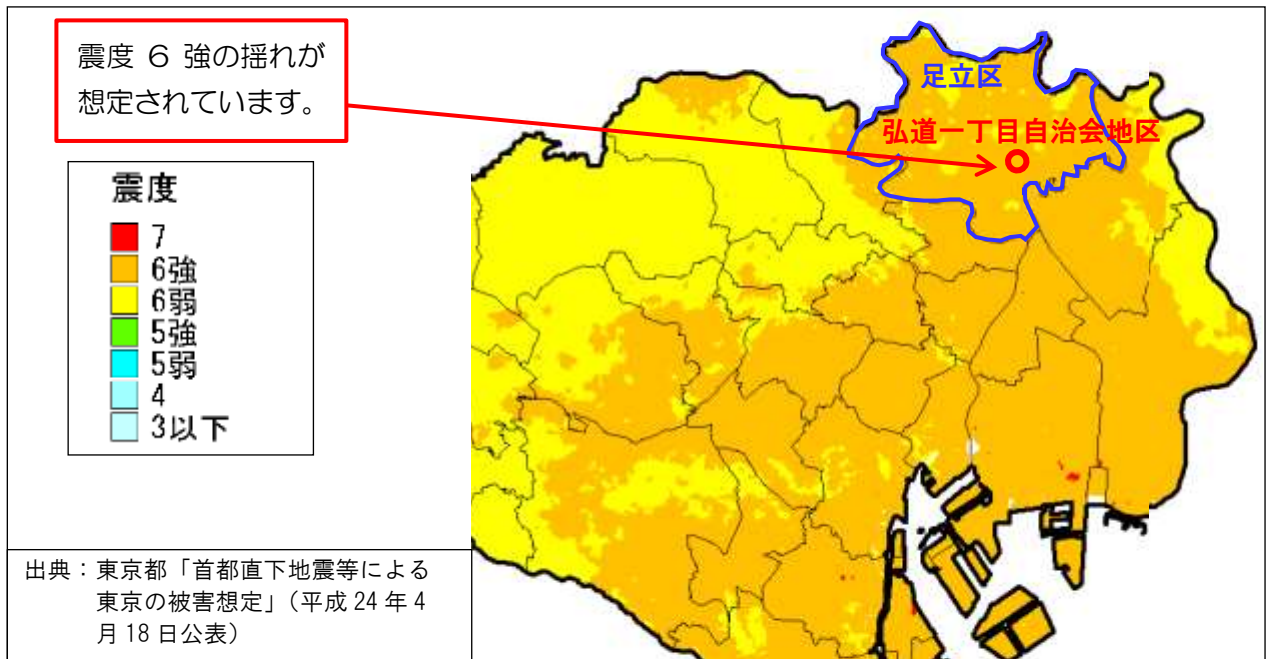 震度 6 強の揺れが
想定されています。
足立区
弘道一丁目自治会地区
震度
7
6強
6弱
5強
5弱
4
3以下
出典：東京都「首都直下地震等による
東京の被害想定」（平成 24 年 4
月 18 日公表）